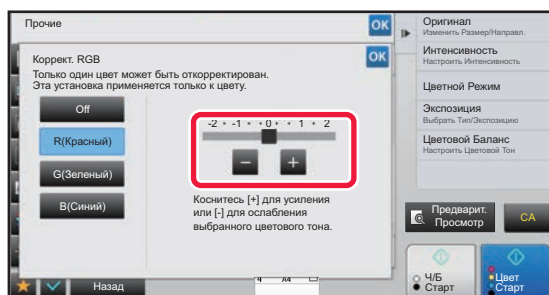 Прочие
OK
Коррект. RGB
OK
Только один цвет может быть откорректирован.
Эта установка применяется только к цвету.
Off
R(Красный)
G(Зеленый)
B(Синий)
-2 • -1 • • 0 • • 1 • 2
−
+
Коснитесь [+] для усиления
или [-] для ослабления
выбранного цветового тона.
Назад
Оригинал
Изменить Размер/Направл.
Интенсивность
Настроить Интенсивность
Цветной Режим
Экспозиция
Выбрать Тип/Экспозицию
Цветовой Баланс
Настроить Цветовой Тон
Предварит.
Просмотр
CA
Ч/Б
Старт
Цвет
Старт